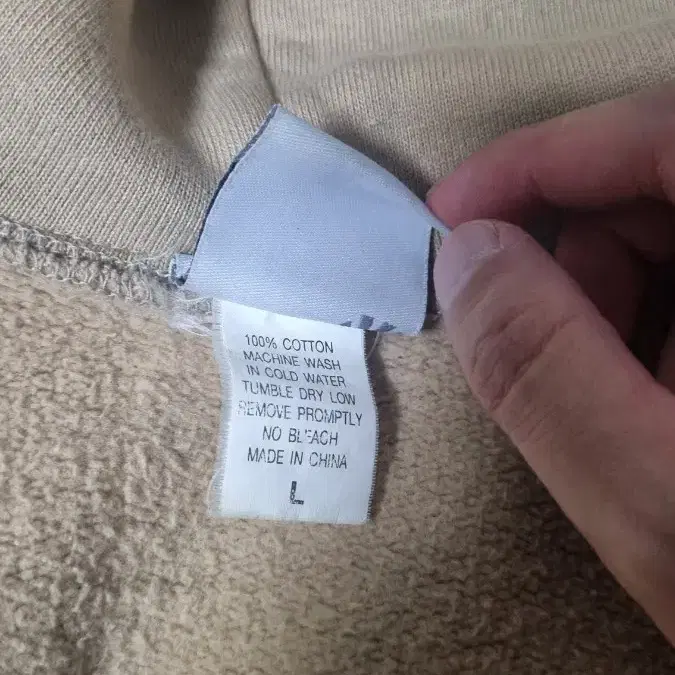 100% COTTON
MACHINE WASH
IN COLD WATER
TUMBLE DRY LOW
REMOVE PROMPTLY
NO BLEACH
MADE IN CHINA
L